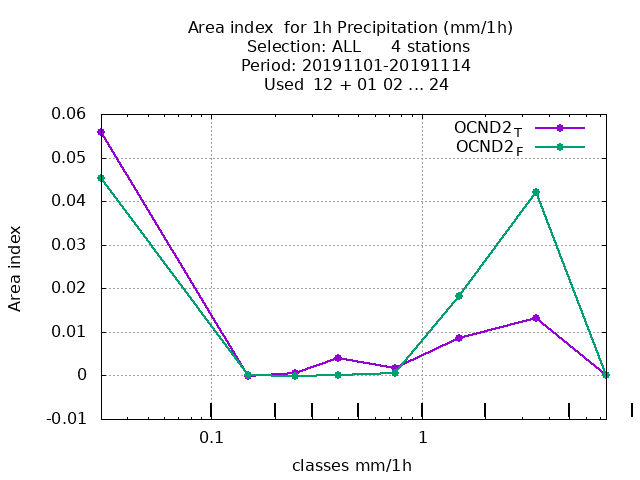 Area index  for 1h Precipitation (mm/1h)
Selection: ALL      4 stations
Period: 20191101-20191114
Used  12 + 01 02 ... 24
OCND2T
OCND2F
0.06
0.05
0.04
0.03
0.02
0.01
0
-0.01
Area index
0.1
1
classes mm/1h